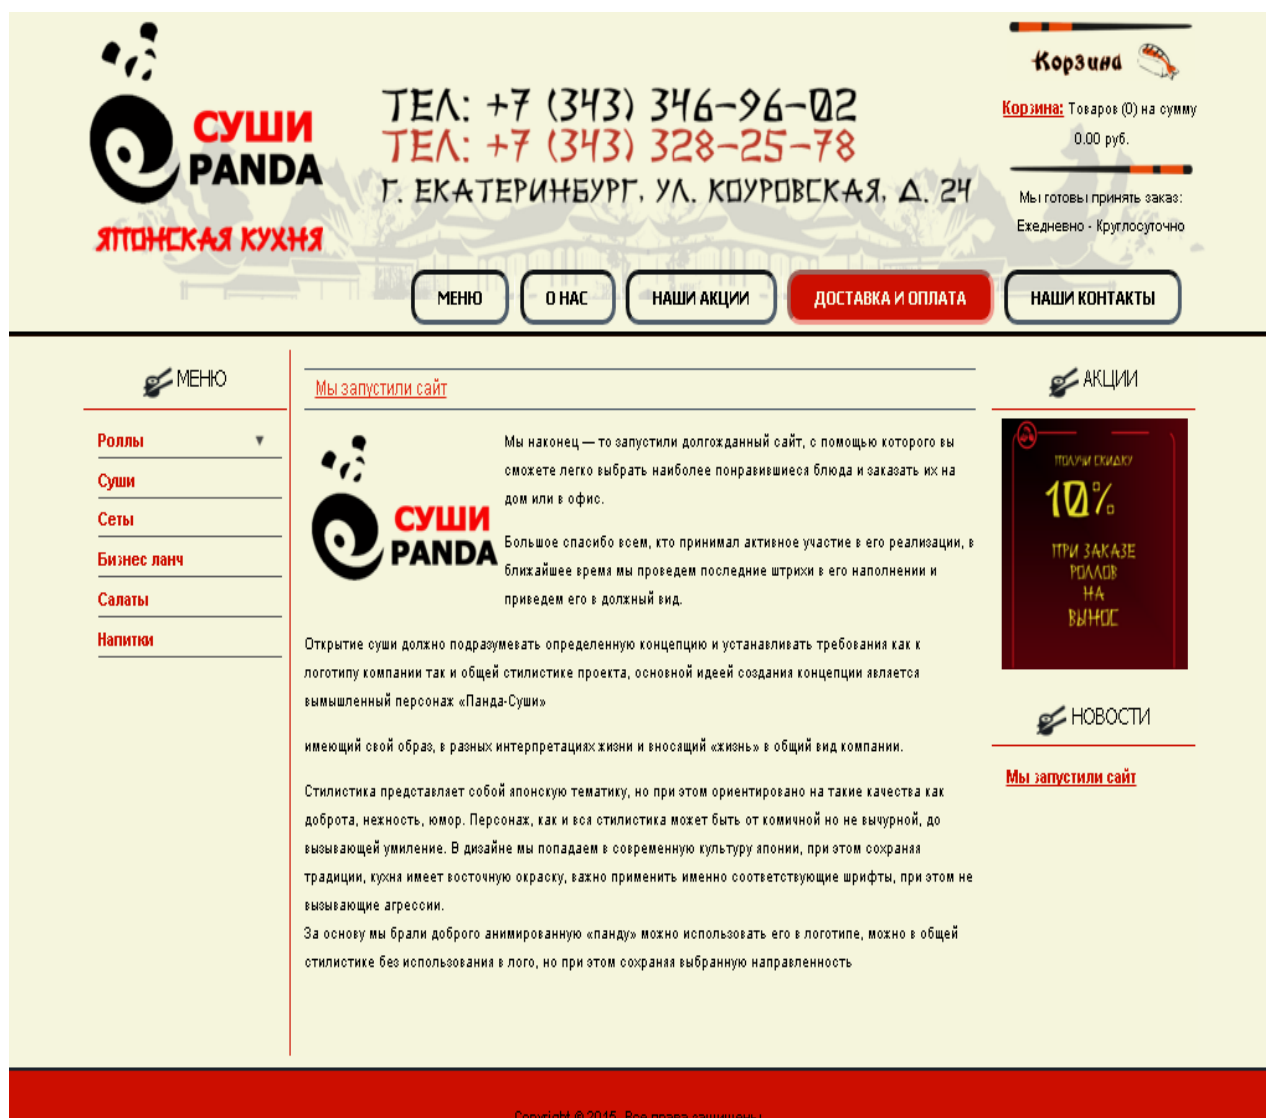 СУШИ
PANDA
ЯПОНСКАЯ КУХНЯ
ТЕЛ: +7 (343) 346-96-02
ТЕЛ: +7 (343) 328-25-78
Г. ЕКАТЕРИНБУРГ, УЛ. КОУРОВСКАЯ, Д. 24
Корзина
Корзина: Товаров (0) на сумму
0.00 руб.
Мы готовы принять заказ:
Ежедневно - Круглосуточно
МЕНЮ
О НАС
НАШИ АКЦИИ
ДОСТАВКА И ОПЛАТА
НАШИ КОНТАКТЫ
МЕНЮ
Роллы
Суши
Сеты
Бизнес ланч
Салаты
Напитки
Мы запустили сайт
СУШИ
PANDA
Мы наконец — то запустили долгожданный сайт, с помощью которого вы
сможете легко выбрать наиболее понравившиеся блюда и заказать их на
дом или в офис.
Большое спасибо всем, кто принимал активное участие в его реализации, в
ближайшее время мы проведем последние штрихи в его наполнении и
приведем его в должный вид.
Открытие суши должно подразумевать определенную концепцию и устанавливать требования как к
логотипу компании так и общей стилистике проекта, основной идеей создания концепции является
вымышленный персонаж «Панда-Суши»
имеющий свой образ, в разных интерпретациях жизни и вносящий «жизнь» в общий вид компании.
Стилистика представляет собой японскую тематику, но при этом ориентировано на такие качества как
доброта, нежность, юмор. Персонаж, как и вся стилистика может быть от комичной но не вычурной, до
вызывающей умиление. В дизайне мы попадаем в современную культуру японии, при этом сохраняя
традиции, кухня имеет восточную окраску, важно применить именно соответствующие шрифты, при этом не
вызывающие агрессии.
За основу мы брали доброго анимированную «панду» можно использовать его в логотипе, можно в общей
стилистике без использования в лого, но при этом сохраняя выбранную направленность
АКЦИИ
ПОЛУЧИ СКИДКУ
10%
ПРИ ЗАКАЗЕ
РОЛЛОВ
НА
ВЫНОС
НОВОСТИ
Мы запустили сайт
Copyright © 2015. Все права защищены